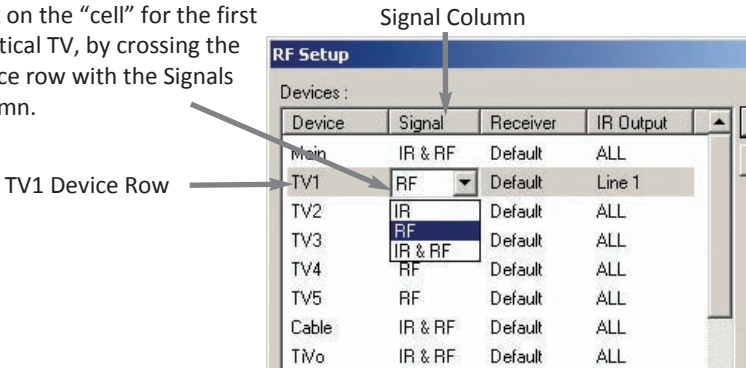 on the “cell” for the first
tical TV, by crossing the
ce row with the Signals
mn.
Signal Column
TV1 Device Row
RF Setup
Devices :
Device Signal Receiver IR Output
Main IR & RF Default ALL
TV1 RF Default Line 1
TV2 IR Default ALL
TV3 RF Default ALL
IR & RF
TV4 RF Default ALL
TV5 RF Default ALL
Cable IR & RF Default ALL
TiVo IR & RF Default ALL